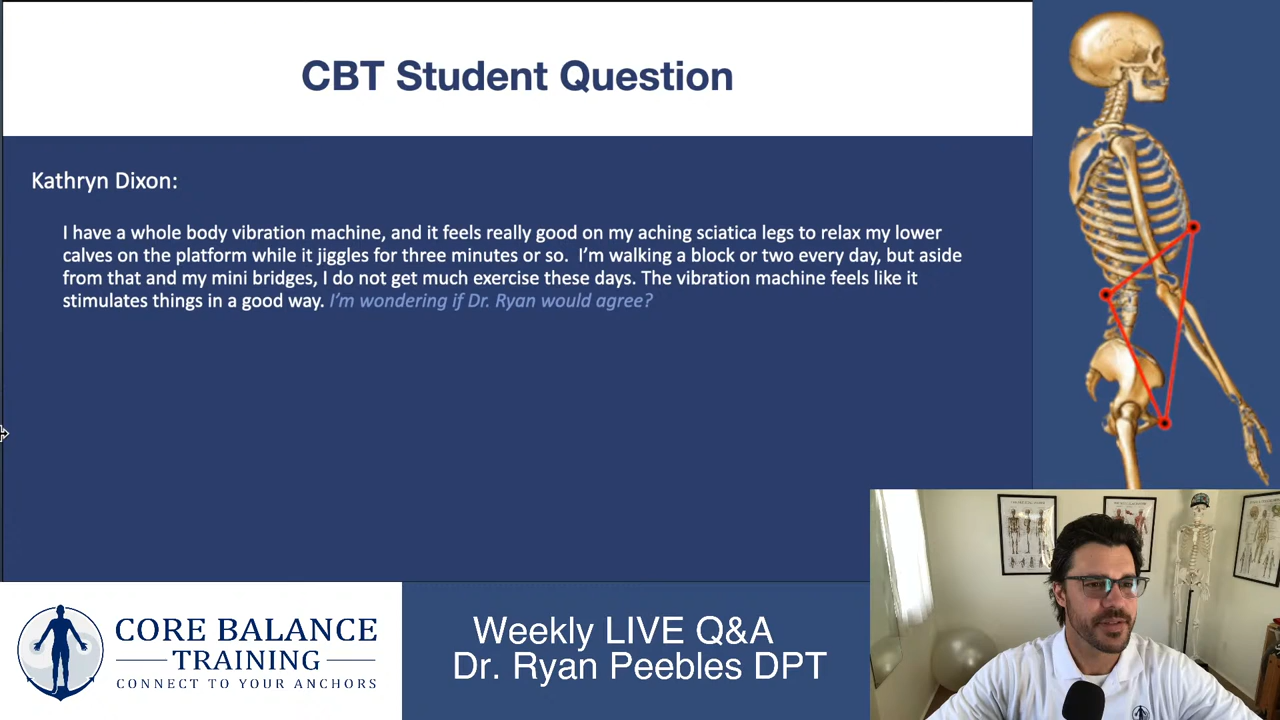 CBT Student Question
Kathryn Dixon:
I have a whole body vibration machine, and it feels really good on my aching sciatica legs to relax my lower
calves on the platform while it jiggles for three minutes or so.  I’m walking a block or two every day, but aside
from that and my mini bridges, I do not get much exercise these days. The vibration machine feels like it
stimulates things in a good way. I’m wondering if Dr. Ryan would agree?
CORE BALANCE
TRAINING
CONNECT TO YOUR ANCHORS
Weekly LIVE Q&A
Dr. Ryan Peebles DPT